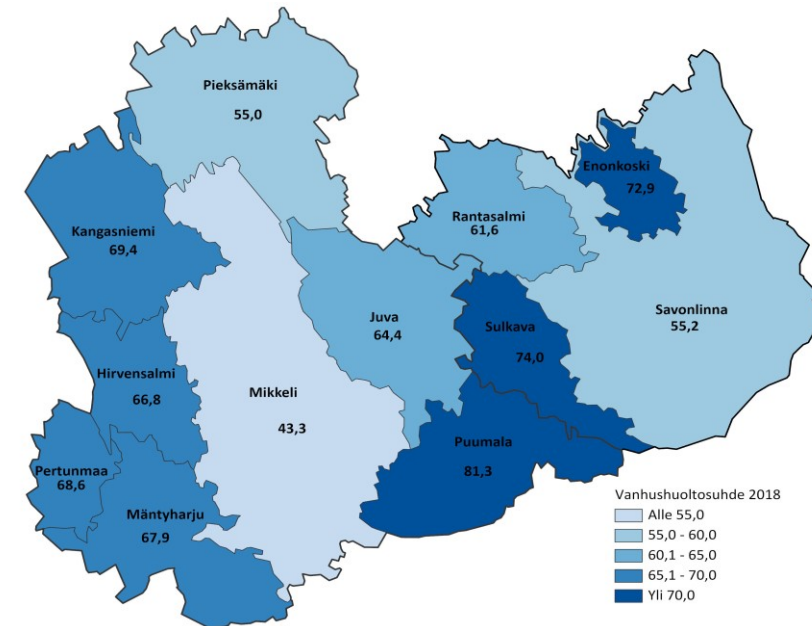 Pieksämäki
55,0
Enonkoski
72,9
Rantasalmi
61,6
Kangasniemi
69,4
Savonlinna
55,2
Juva
64,4
Sulkava
74,0
Hirvensalmi
66,8
Mikkeli
43,3
Puumala
81,3
Pertunmaa
68,6
Mäntyharju
67,9
Vanhushuoltosuhde 2018
Alle 55,0
55,0 - 60,0
60,1 - 65,0
65,1 - 70,0
Yli 70,0